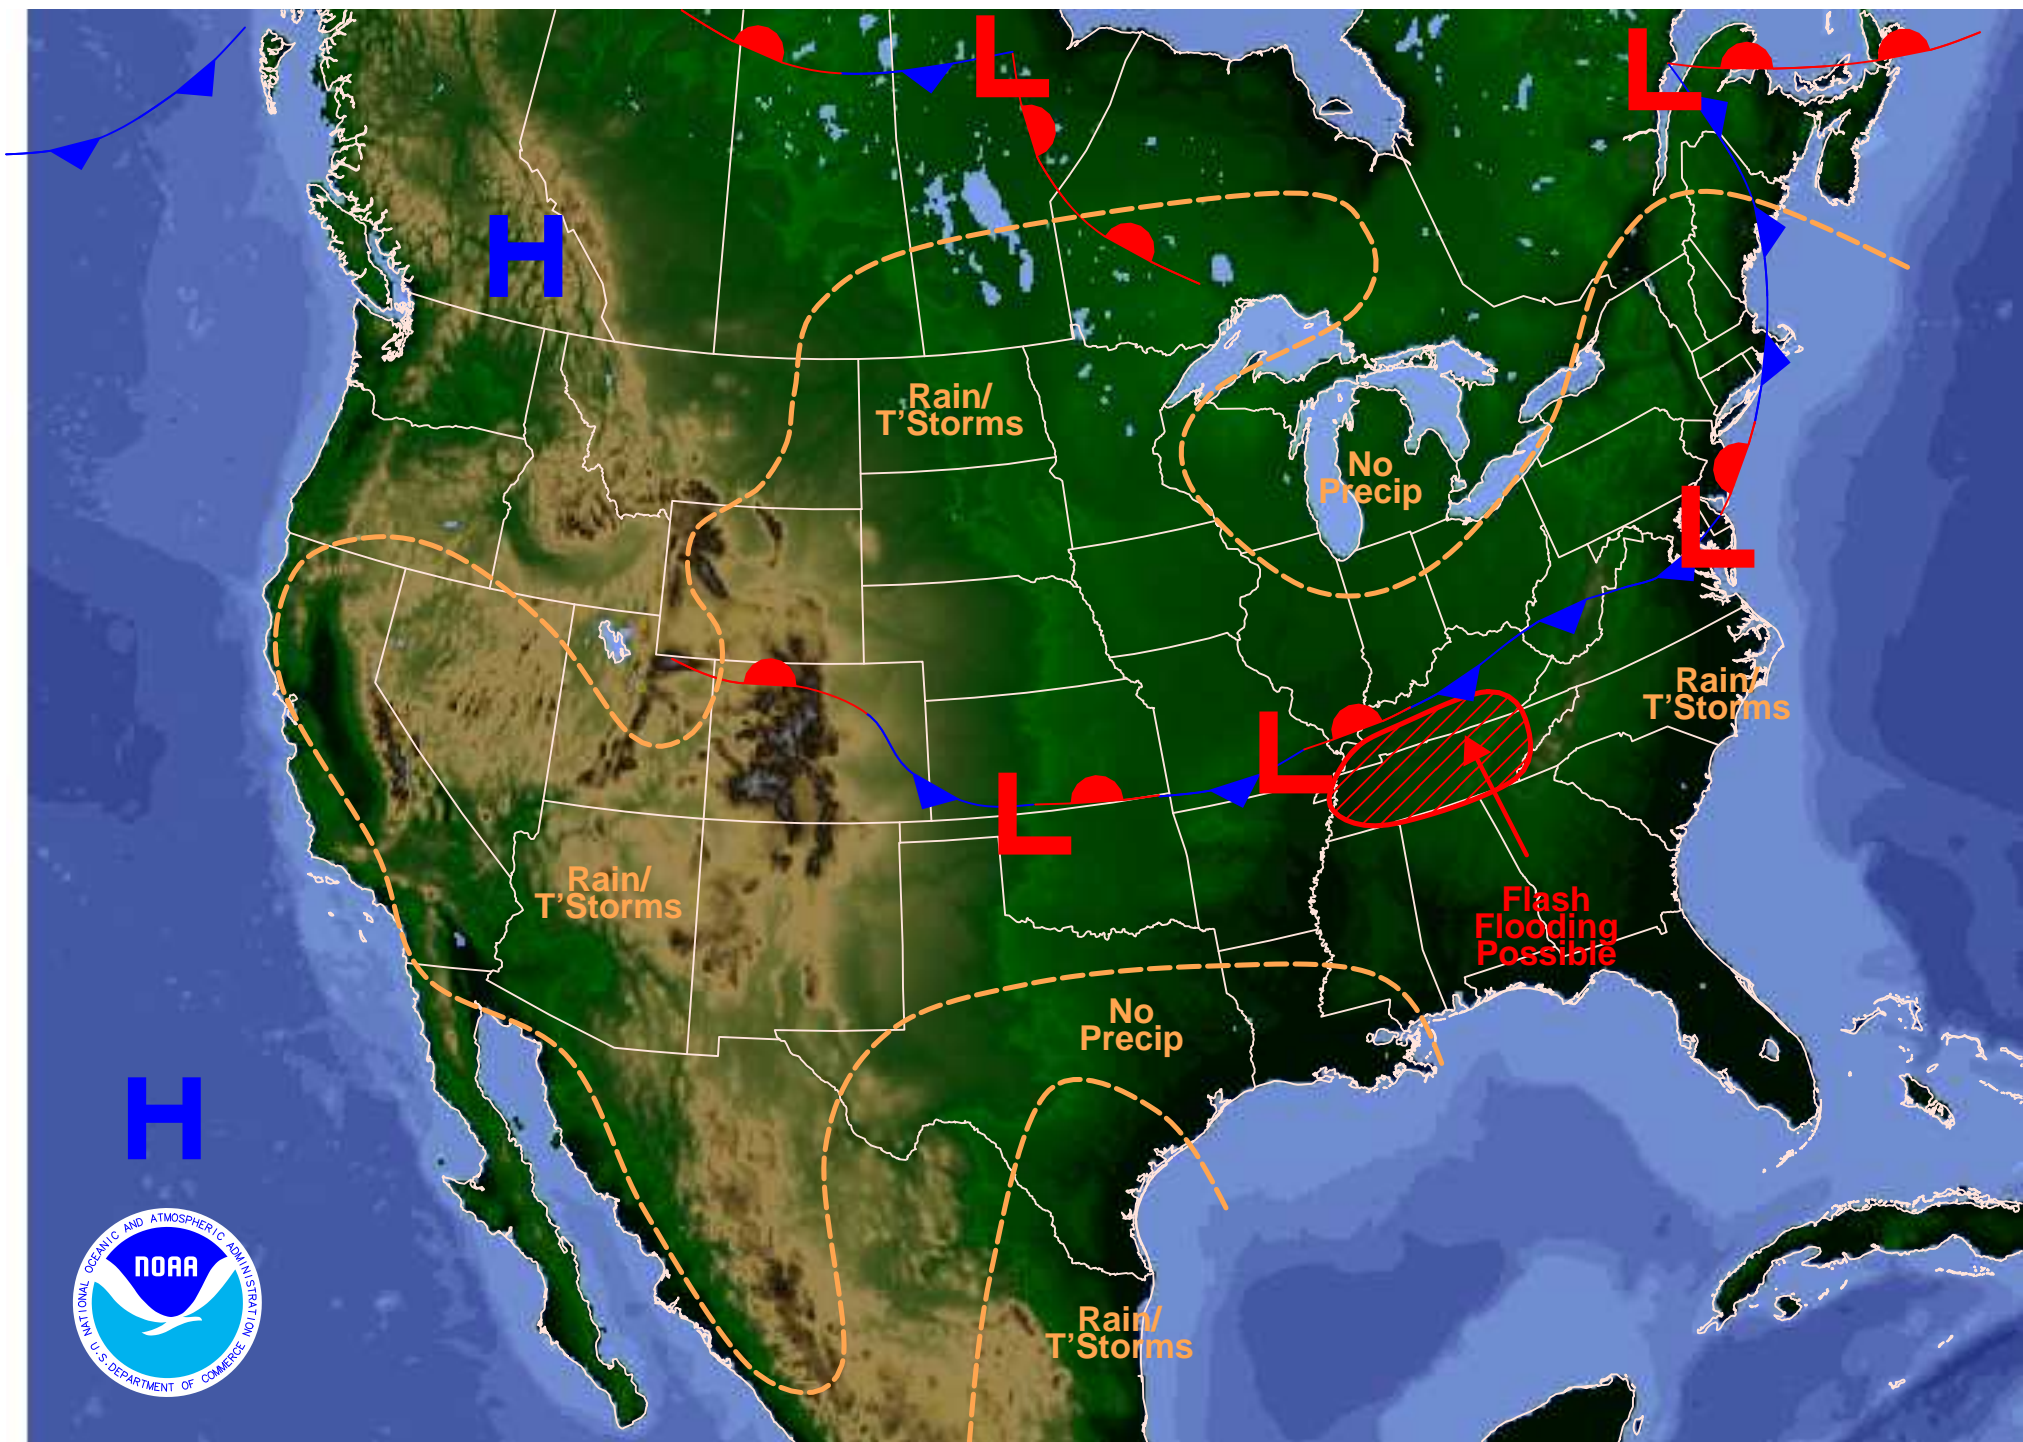 L
L
H
Rain/
T'Storms
No
Precip
L
Rain/
T'Storms
L
L
Rain/
T'Storms
Flash
Flooding
Possible
No
Precip
H
NATIONAL OCEANIC AND ATMOSPHERIC ADMINISTRATION
NOAA
U.S. DEPARTMENT OF COMMERCE
Rain/
T'Storms